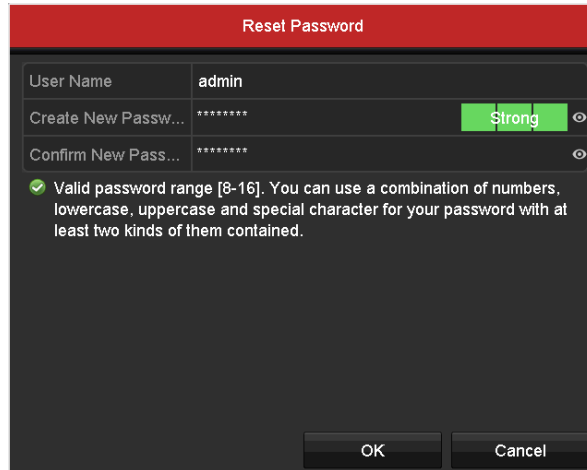 Reset Password
User Name admin
Create New Passw... ******** Strong
Confirm New Pass... ********
Valid password range [8-16]. You can use a combination of numbers,
lowercase, uppercase and special character for your password with at
least two kinds of them contained.
OK Cancel